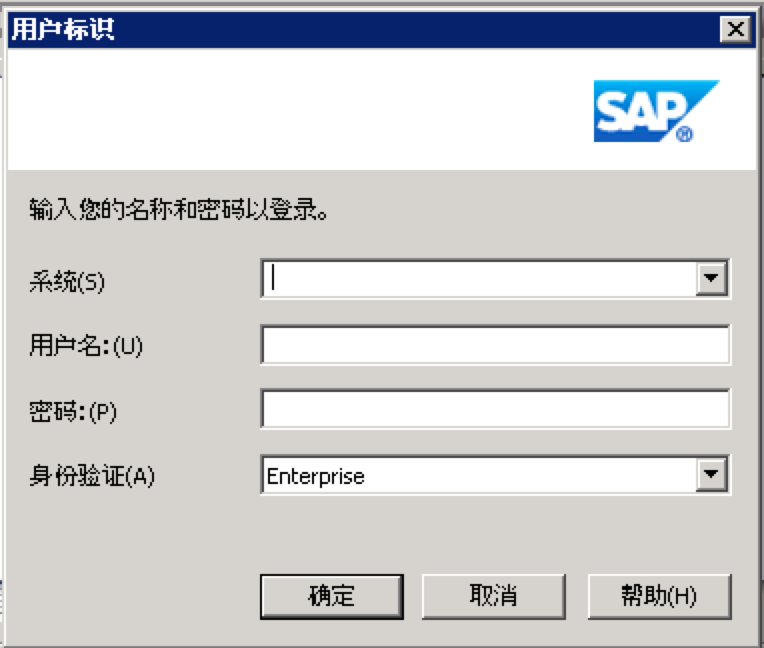 用户标识
SAP®
输入您的名称和密码以登录。
系统(S)
用户名:(U)
密码:(P)
身份验证(A)
Enterprise
确定
取消
帮助(H)